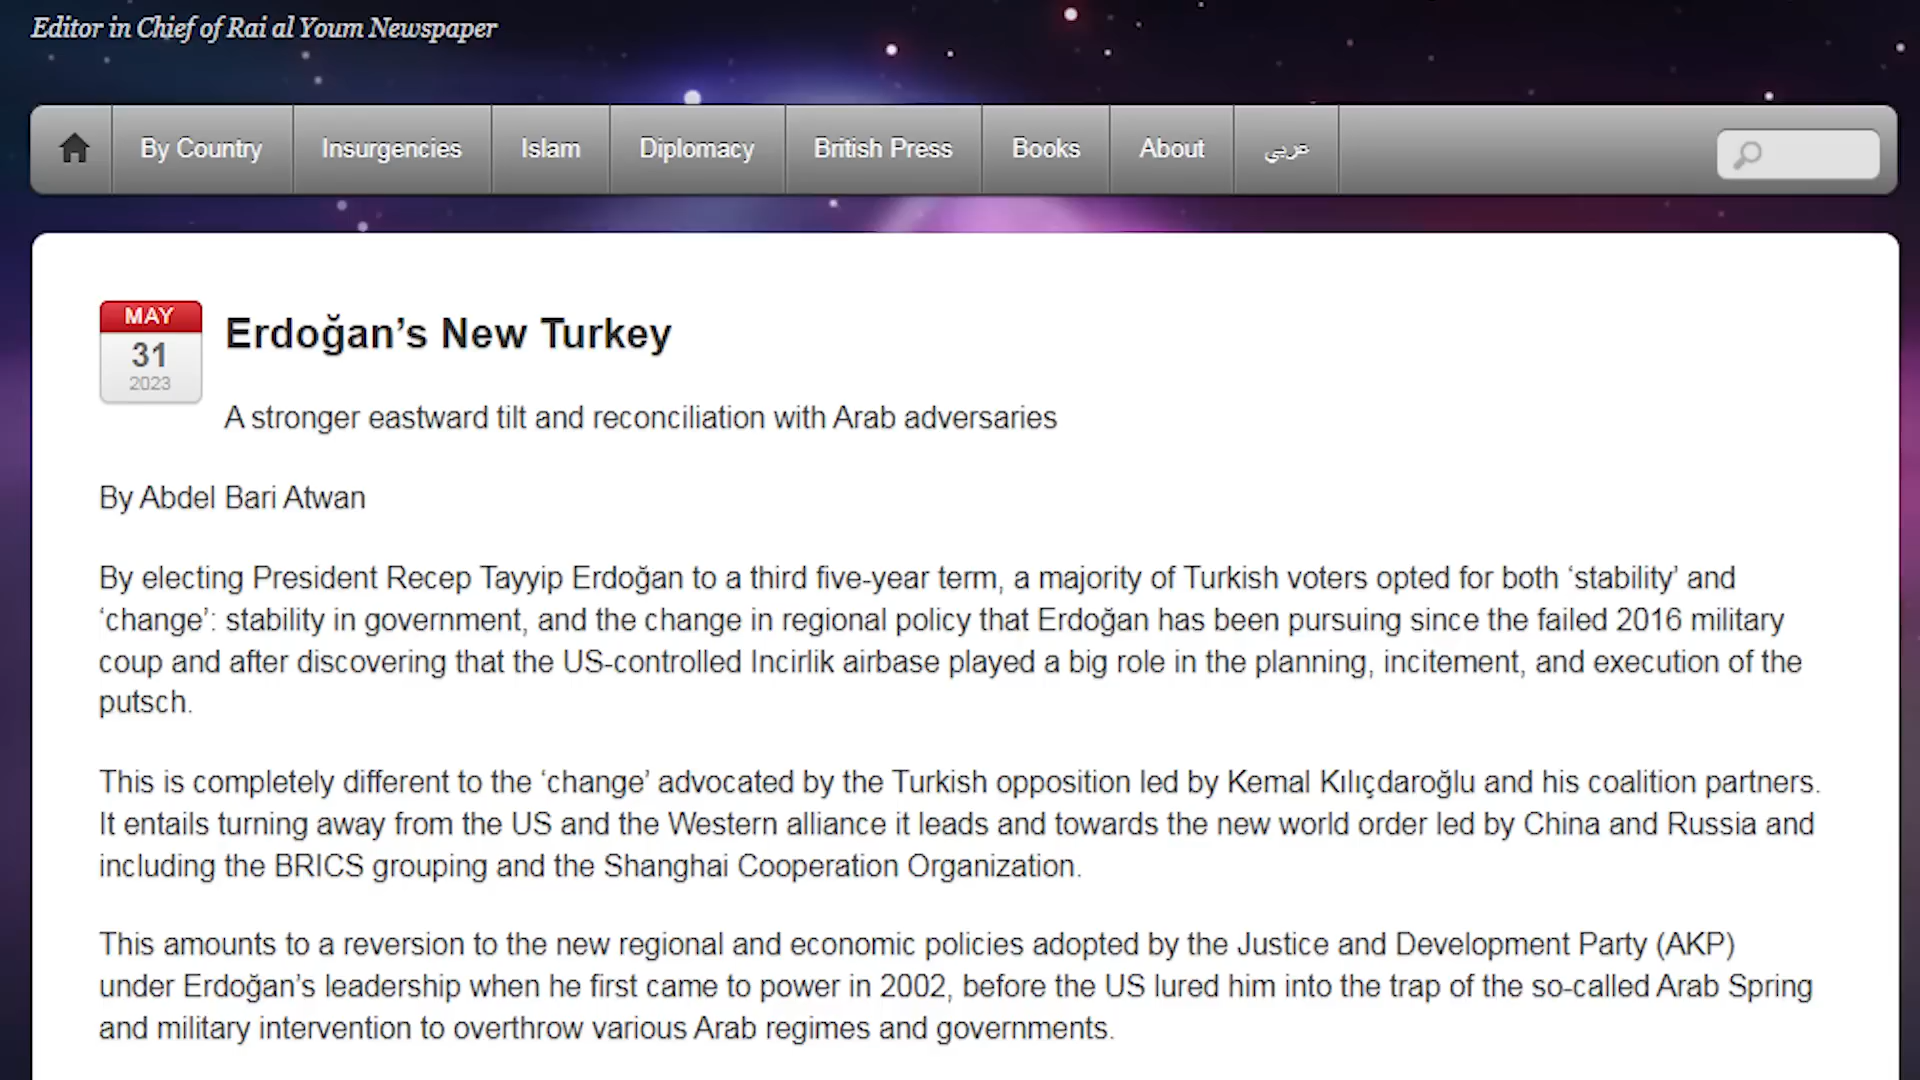 Editor in Chief of Rai al Youm Newspaper
By Country Insurgencies Islam Diplomacy British Press Books About عربي
MAY
31
2023
Erdoğan’s New Turkey
A stronger eastward tilt and reconciliation with Arab adversaries
By Abdel Bari Atwan
By electing President Recep Tayyip Erdoğan to a third five-year term, a majority of Turkish voters opted for both ‘stability’ and
‘change’: stability in government, and the change in regional policy that Erdoğan has been pursuing since the failed 2016 military
coup and after discovering that the US-controlled Incirlik airbase played a big role in the planning, incitement, and execution of the
putsch.
This is completely different to the ‘change’ advocated by the Turkish opposition led by Kemal Kılıçdaroğlu and his coalition partners.
It entails turning away from the US and the Western alliance it leads and towards the new world order led by China and Russia and
including the BRICS grouping and the Shanghai Cooperation Organization.
This amounts to a reversion to the new regional and economic policies adopted by the Justice and Development Party (AKP)
under Erdoğan’s leadership when he first came to power in 2002, before the US lured him into the trap of the so-called Arab Spring
and military intervention to overthrow various Arab regimes and governments.